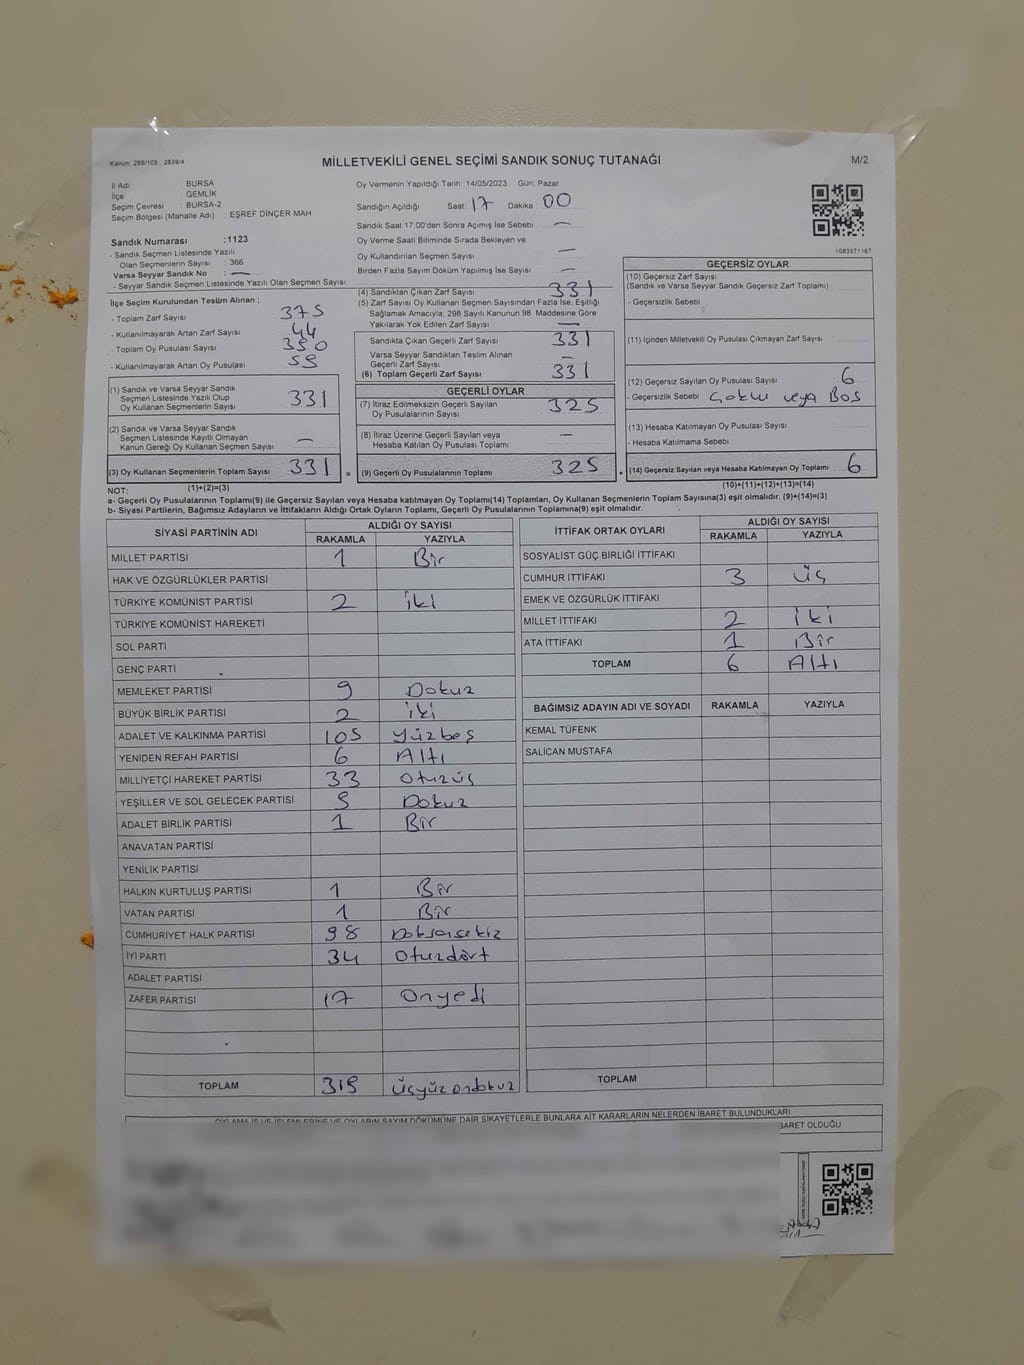 Kanun: 298/105 , 2839/4
MİLLETVEKİLİ GENEL SEÇİMİ SANDIK SONUÇ TUTANAĞI
M/2
İl Adı BURSA
İlçe GEMLİK
Seçim Çevresi BURSA-2
Seçim Bölgesi (Mahalle Adı) : EŞREF DİNÇER MAH
Sandık Numarası :1123
- Sandık Seçmen Listesinde Yazılı
Olan Seçmenlerin Sayısı : 366
Varsa Seyyar Sandık No : —
- Seyyar Sandık Seçmen Listesinde Yazılı Olan Seçmen Sayısı:
İlçe Seçim Kurulundan Teslim Alınan ;
- Toplam Zarf Sayısı 375
- Kullanılmayarak Artan Zarf Sayısı 44
- Toplam Oy Pusulası Sayısı
- Kullanılmayarak Artan Oy Pusulası
(1) Sandık ve Varsa Seyyar Sandık
Seçmen Listesinde Yazılı Olup
Oy Kullanan Seçmenlerin Sayısı 331
(2) Sandık ve Varsa Seyyar Sandık
Seçmen Listesinde Kayıtlı Olmayan
Kanun Gereği Oy Kullanan Seçmen Sayısı —
(3) Oy Kullanan Seçmenlerin Toplam Sayısı 331
Oy Vermenin Yapıldığı Tarih :14/05/2023 Gün: Pazar
Sandığın Açıldığı Saat 17 Dakika 00
Sandık Saat 17.00'den Sonra Açılmış İse Sebebi —
Oy Verme Saati Bitiminde Sırada Bekleyen ve
Oy Kullandırılan Seçmen Sayısı —
Birden Fazla Sayım Döküm Yapılmış İse Sayısı —
(4) Sandıktan Çıkan Zarf Sayısı 331
(5) Zarf Sayısı Oy Kullanan Seçmen Sayısından Fazla İse, Eşitliği
Sağlamak Amacıyla; 298 Sayılı Kanunun 98. Maddesine Göre
Yakılarak Yok Edilen Zarf Sayısı —
Sandıkta Çıkan Geçerli Zarf Sayısı 331
Varsa Seyyar Sandıktan Teslim Alınan
Geçerli Zarf Sayısı —
(6) Toplam Geçerli Zarf Sayısı 331
GEÇERLİ OYLAR
(7) İtiraz Edilmeksizin Geçerli Sayılan
Oy Pusulalarının Sayısı 325
(8) İtiraz Üzerine Geçerli Sayılan veya
Hesaba Katılan Oy Pusulası Toplamı —
= (9) Geçerli Oy Pusulalarının Toplamı 325
1083571167
GEÇERSİZ OYLAR
(10) Geçersiz Zarf Sayısı
(Sandık ve Varsa Seyyar Sandık Geçersiz Zarf Toplamı)
- Geçersizlik Sebebi
(11) İçinden Milletvekili Oy Pusulası Çıkmayan Zarf Sayısı
(12) Geçersiz Sayılan Oy Pusulası Sayısı 6
- Geçersizlik Sebebi veya Boş
(13) Hesaba Katılmayan Oy Pusulası Sayısı
- Hesaba Katılmama Sebebi
+ (14) Geçersiz Sayılan veya Hesaba Katılmayan Oy Toplamı 6
NOT: (1)+(2)=(3)
(10)+(11)+(12)+(13)=(14)
a- Geçerli Oy Pusulalarının Toplamı(9) ile Geçersiz Sayılan veya Hesaba katılmayan Oy Toplamı(14) Toplamları, Oy Kullanan Seçmenlerin Toplam Sayısına(3) eşit olmalıdır. (9)+(14)=(3)
b- Siyasi Partilerin, Bağımsız Adayların ve İttifakların Aldığı Ortak Oyların Toplamı, Geçerli Oy Pusulalarının Toplamına(9) eşit olmalıdır.
SİYASİ PARTİNİN ADI ALDIĞI OY SAYISI
RAKAMLA YAZIYLA
MİLLET PARTİSİ 1 Bir
HAK VE ÖZGÜRLÜKLER PARTİSİ
TÜRKİYE KOMÜNİST PARTİSİ 2 iki
TÜRKİYE KOMÜNİST HAREKETİ
SOL PARTİ
GENÇ PARTİ
MEMLEKET PARTİSİ 9 Dokuz
BÜYÜK BİRLİK PARTİSİ 2 iki
ADALET VE KALKINMA PARTİSİ 105 Yüzbeş
YENİDEN REFAH PARTİSİ 6 Altı
MİLLİYETÇİ HAREKET PARTİSİ 33 Otuzüç
YEŞİLLER VE SOL GELECEK PARTİSİ 9 Dokuz
ADALET BİRLİK PARTİSİ 1 Bir
ANAVATAN PARTİSİ
YENİLİK PARTİSİ
HALKIN KURTULUŞ PARTİSİ 1 Bir
VATAN PARTİSİ 1 Bir
CUMHURİYET HALK PARTİSİ 98 Doksansekiz
İYİ PARTİ 34 Otuzdört
ADALET PARTİSİ
ZAFER PARTİSİ 17 Onyedi
TOPLAM 319 Üçyüzondokuz
İTTİFAK ORTAK OYLARI ALDIĞI OY SAYISI
RAKAMLA YAZIYLA
SOSYALİST GÜÇ BİRLİĞİ İTTİFAKI
CUMHUR İTTİFAKI 3 üç
EMEK VE ÖZGÜRLÜK İTTİFAKI
MİLLET İTTİFAKI 2 iki
ATA İTTİFAKI 1 Bir
TOPLAM 6 Altı
BAĞIMSIZ ADAYIN ADI VE SOYADI RAKAMLA YAZIYLA
KEMAL TÜFENK
SALİCAN MUSTAFA
TOPLAM
OYLAMA İŞ VE İŞLEMLERİNE VE OYLARIN SAYIM DÖKÜMÜNE DAİR ŞİKAYETLERLE BUNLARA AİT KARARLARIN NELERDEN İBARET BULUNDUKLARI
BARET OLDUĞU